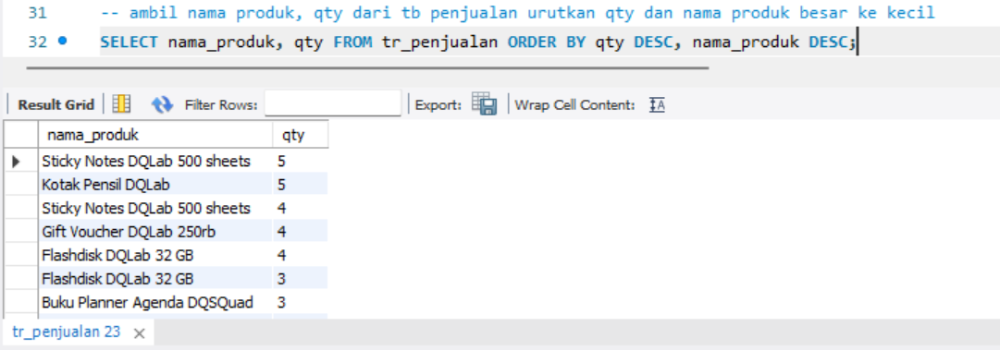 31 -- ambil nama produk, qty dari tb penjualan urutkan qty dan nama produk besar ke kecil
32 SELECT nama_produk, qty FROM tr_penjualan ORDER BY qty DESC, nama_produk DESC;
Result Grid Filter Rows: Export: Wrap Cell Content: IA
nama_produk qty
Sticky Notes DQLab 500 sheets 5
Kotak Pensil DQLab 5
Sticky Notes DQLab 500 sheets 4
Gift Voucher DQLab 250rb 4
Flashdisk DQLab 32 GB 4
Flashdisk DQLab 32 GB 3
Buku Planner Agenda DQSQuad 3
tr_penjualan 23